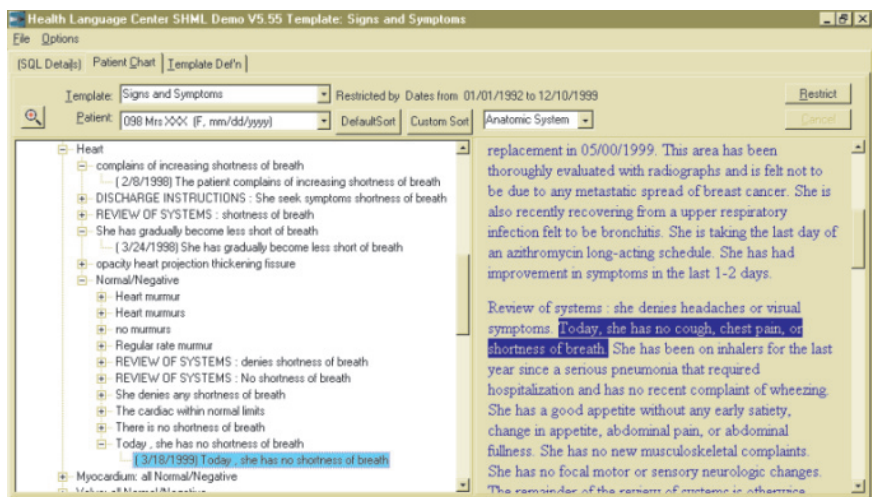 Health Language Center SHML Demo V5.55 Template: Signs and Symptoms
File Options
(SQL Details) Patient Chart Template Def'n
Template: Signs and Symptoms Restricted by Dates from 01/01/1992 to 12/10/1999 Restrict
Patient: 098 Mrs XXX (F, mm/dd/yyyy) DefaultSort Custom Sort Anatomic System Cancel
Heart
complains of increasing shortness of breath
( 2/8/1998) The patient complains of increasing shortness of breath
DISCHARGE INSTRUCTIONS : She seek symptoms shortness of breath
REVIEW OF SYSTEMS : shortness of breath
She has gradually become less short of breath
( 3/24/1998) She has gradually become less short of breath
opacity heart projection thickening fissure
Normal/Negative
Heart murmur
Heart murmurs
no murmurs
Regular rate murmur
REVIEW OF SYSTEMS : denies shortness of breath
REVIEW OF SYSTEMS : No shortness of breath
She denies any shortness of breath
The cardiac within normal limits
There is no shortness of breath
Today , she has no shortness of breath
( 3/18/1999) Today , she has no shortness of breath
Myocardium: all Normal/Negative
Valve: all Normal/Negative
replacement in 05/00/1999. This area has been
thoroughly evaluated with radiographs and is felt not to
be due to any metastatic spread of breast cancer. She is
also recently recovering from a upper respiratory
infection felt to be bronchitis. She is taking the last day of
an azithromycin long-acting schedule. She has had
improvement in symptoms in the last 1-2 days.
Review of systems : she denies headaches or visual
symptoms. Today, she has no cough, chest pain, or
shortness of breath. She has been on inhalers for the last
year since a serious pneumonia that required
hospitalization and has no recent complaint of wheezing.
She has a good appetite without any early satiety,
change in appetite, abdominal pain, or abdominal
fullness. She has no new musculoskeletal complaints.
She has no focal motor or sensory neurologic changes.
The remainder of the review of systems is otherwise